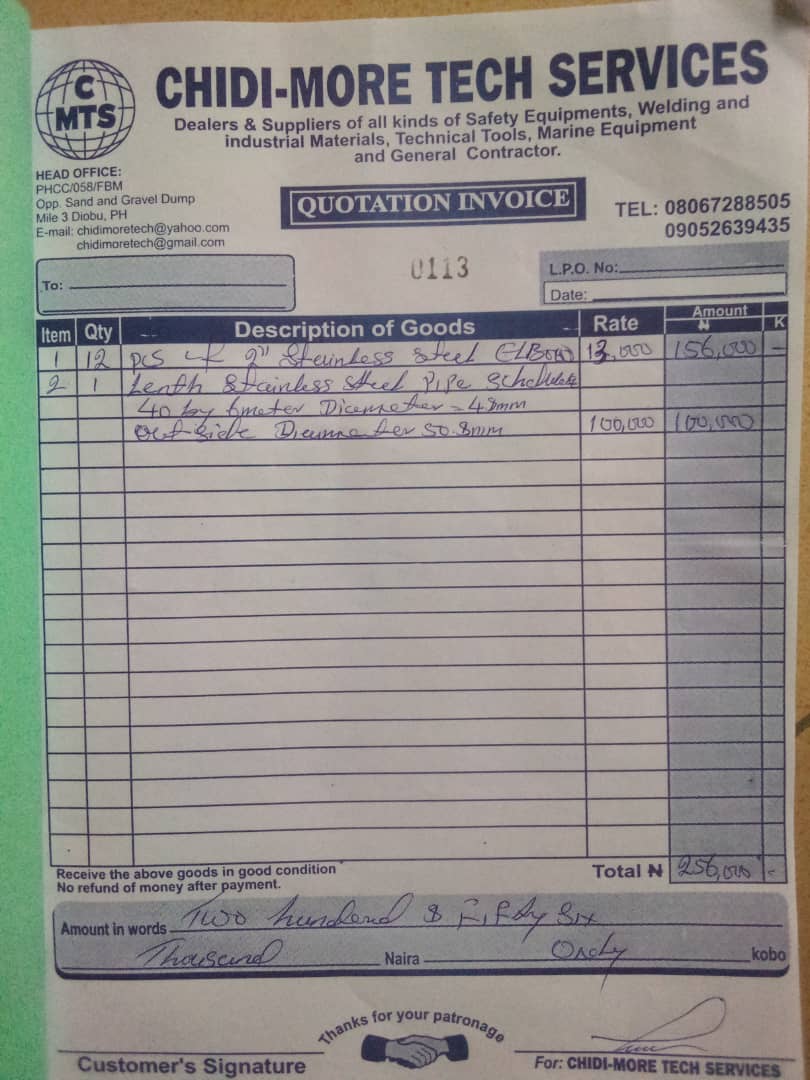 C
MTS
CHIDI-MORE TECH SERVICES
Dealers & Suppliers of all kinds of Safety Equipments, Welding and
industrial Materials, Technical Tools, Marine Equipment
and General Contractor.
HEAD OFFICE:
PHCC/058/FBM
Opp. Sand and Gravel Dump
Mile 3 Diobu, PH
E-mail: chidimoretech@yahoo.com
chidimoretech@gmail.com
QUOTATION INVOICE
TEL: 08067288505
09052639435
To:
0113
L.P.O. No:
Date:
Item Qty Description of Goods Rate Amount ₦ K
1 12 pcs of 2" Stainless Steel ELBOW 13,000 156,000 -
2 1 Lenth Stainless Steel Pipe Schedule
40 by 6meter Diameter = 48mm
Out side Diameter 50.8mm 100,000 100,000
Receive the above goods in good condition
No refund of money after payment.
Total ₦ 256,000 -
Amount in words Two hundred & Fifty Six
Thousand Naira Only kobo
Thanks for your patronage
Customer's Signature
For: CHIDI-MORE TECH SERVICES